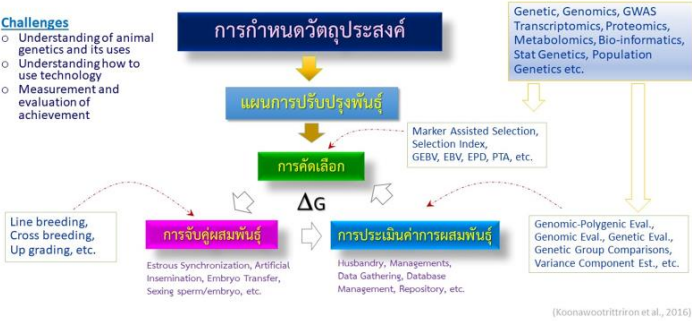 Challenges
o Understanding of animal
genetics and its uses
o Understanding how to
use technology
o Measurement and
evaluation of
achievement
การกำหนดวัตถุประสงค์
Genetic, Genomics, GWAS
Transcriptomics, Proteomics,
Metabolomics, Bio-informatics,
Stat Genetics, Population
Genetics etc.
แผนการปรับปรุงพันธุ์
Marker Assisted Selection,
Selection Index,
GEBV, EBV, EPD, PTA, etc.
การคัดเลือก
ΔG
Line breeding,
Cross breeding,
Up grading, etc.
การจับคู่ผสมพันธุ์
การประเมินค่าการผสมพันธุ์
Genomic-Polygenic Eval.,
Genomic Eval., Genetic Eval.,
Genetic Group Comparisons,
Variance Component Est., etc.
Estrous Synchronization, Artificial
Insemination, Embryo Transfer,
Sexing sperm/embryo, etc.
Husbandry, Managements,
Data Gathering, Database
Management, Repository, etc.
(Koonawootrittriron et al., 2016)